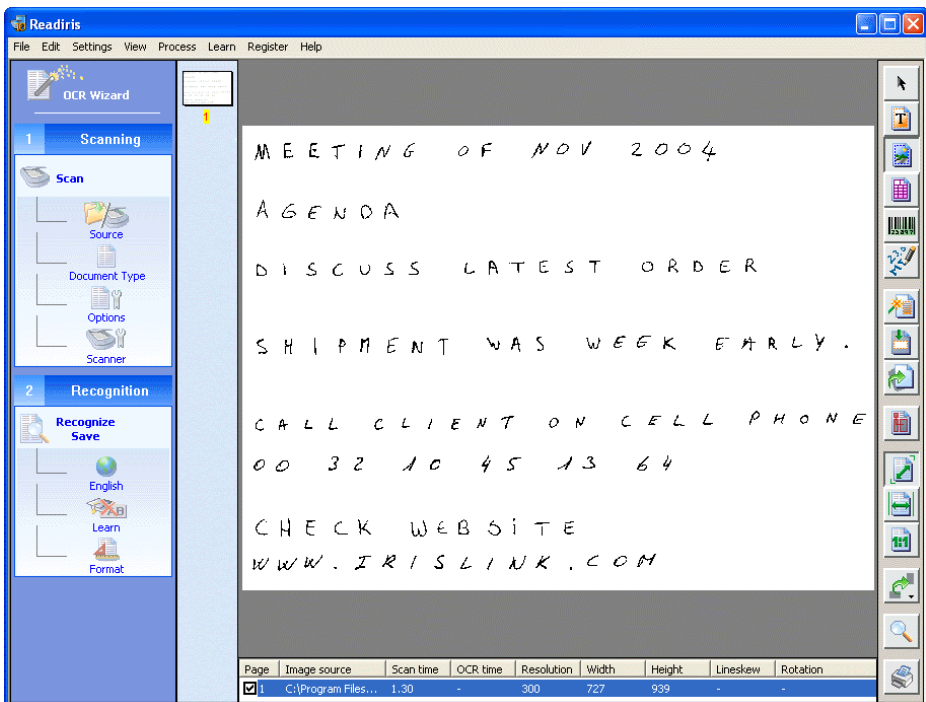 Readiris
File Edit Settings View Process Learn Register Help
OCR Wizard
1
1 Scanning
Scan
Source
Document Type
Options
Scanner
2 Recognition
Recognize
Save
English
Learn
Format
MEETING OF NOV 2004
AGENDA
DISCUSS LATEST ORDER
SHIPMENT WAS WEEK EARLY.
CALL CLIENT ON CELL PHONE
00 32 10 45 13 64
CHECK WEBSiTE
WWW.IRISLINK.COM
T
1:1
Page Image source Scan time OCR time Resolution Width Height Lineskew Rotation
1 C:\Program Files... 1.30 - 300 727 939 - -